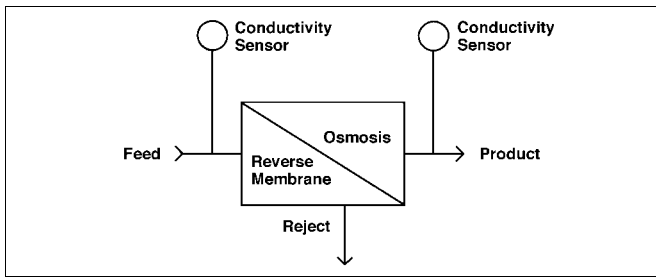 Conductivity
Sensor
Conductivity
Sensor
Feed
Osmosis
Reverse
Membrane
Product
Reject